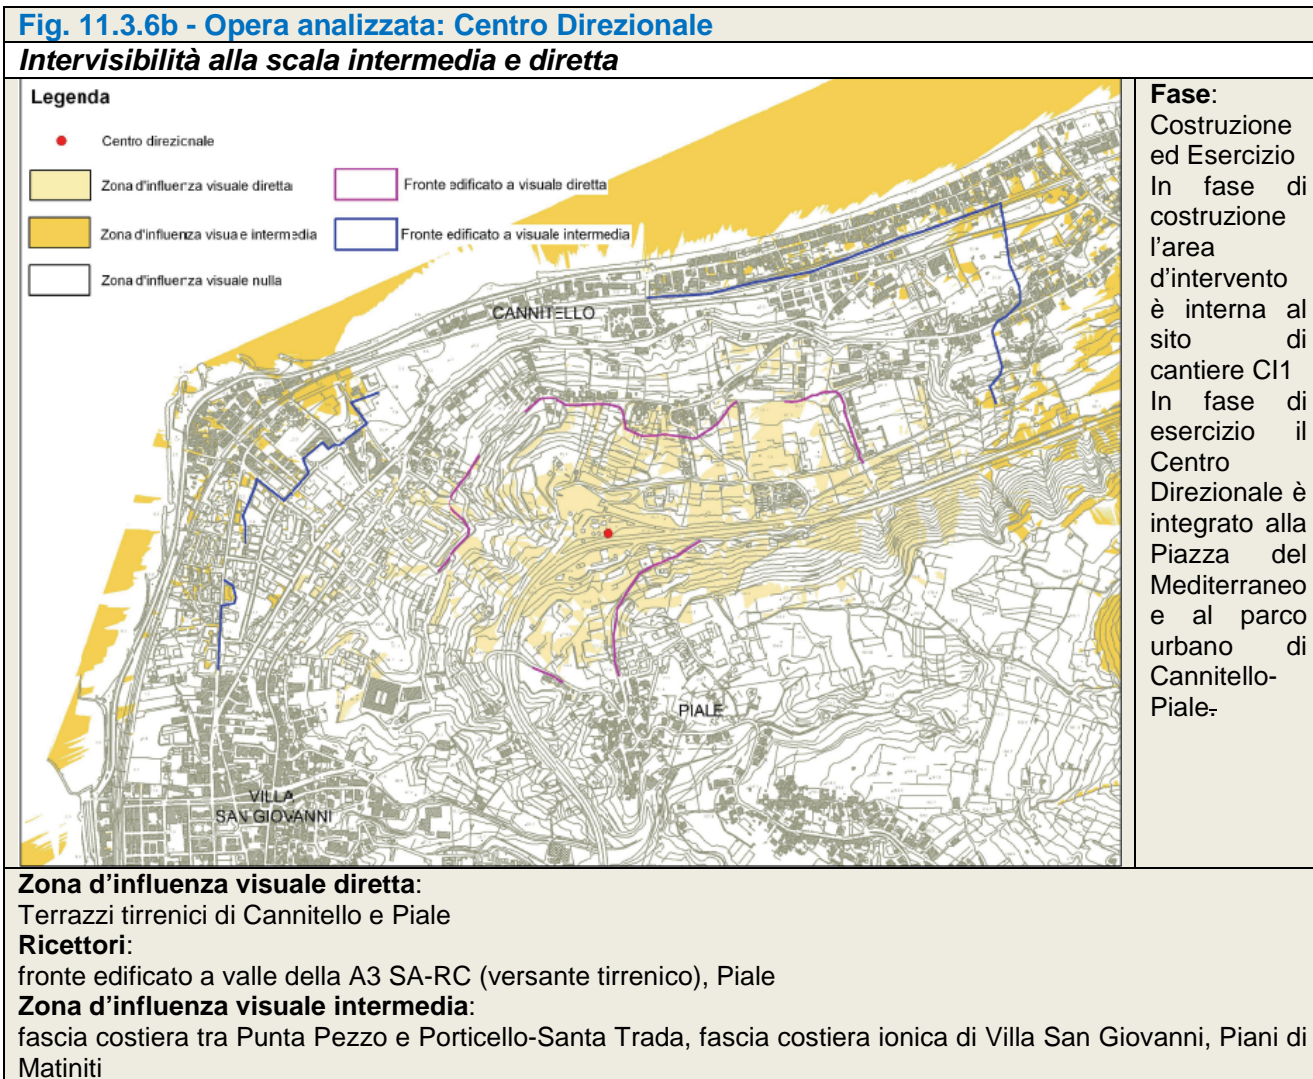 Fig. 11.3.6b - Opera analizzata: Centro Direzionale
Intervisibilità alla scala intermedia e diretta
Legenda
Centro direzionale
Zona d'influenza visuale diretta
Fronte edificato a visuale diretta
Zona d'influenza visuale intermedia
Fronte edificato a visuale intermedia
Zona d'influenza visuale nulla
CANNITELLO
PIALE
VILLA
SAN GIOVANNI
Fase:
Costruzione
ed Esercizio
In fase di
costruzione
l'area
d'intervento
è interna al
sito di
cantiere CI1
In fase di
esercizio il
Centro
Direzionale è
integrato alla
Piazza del
Mediterraneo
e al parco
urbano di
Cannitello-
Piale.
Zona d'influenza visuale diretta:
Terrazzi tirrenici di Cannitello e Piale
Ricettori:
fronte edificato a valle della A3 SA-RC (versante tirrenico), Piale
Zona d'influenza visuale intermedia:
fascia costiera tra Punta Pezzo e Porticello-Santa Trada, fascia costiera ionica di Villa San Giovanni, Piani di
Matiniti